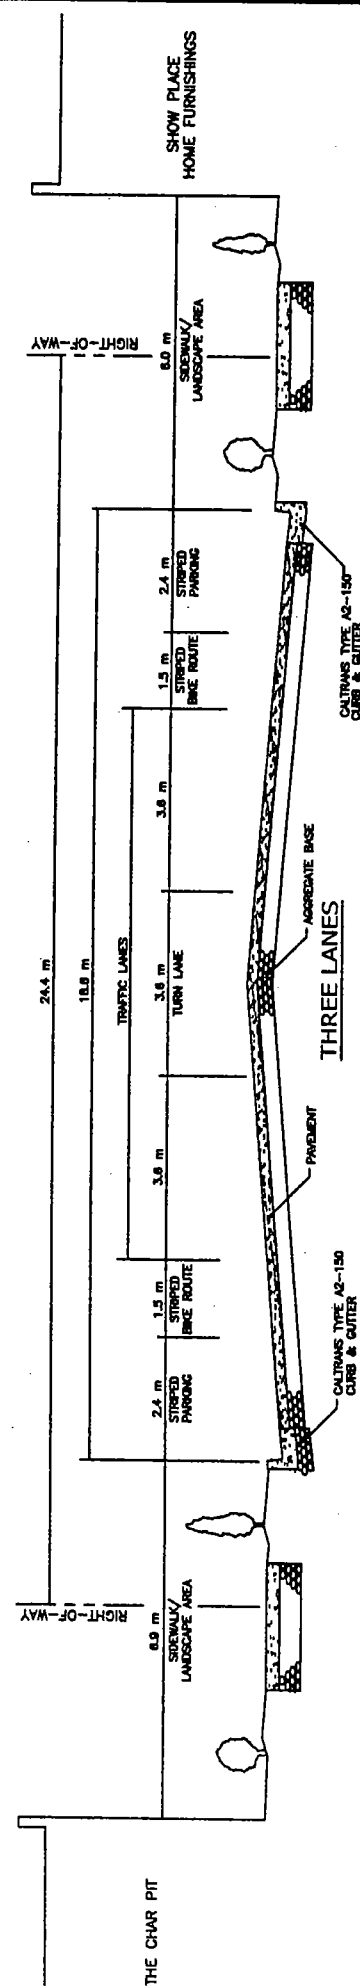 24.4 m
18.6 m
TRAFFIC LANES
RIGHT-OF-WAY
RIGHT-OF-WAY
THE CHAR PIT
6.9 m
SIDEWALK/
LANDSCAPE AREA
2.4 m
STRIPED
PARKING
1.5 m
STRIPED
BIKE ROUTE
3.6 m
3.6 m
TURN LANE
3.6 m
1.5 m
STRIPED
BIKE ROUTE
2.4 m
STRIPED
PARKING
6.0 m
SIDEWALK/
LANDSCAPE AREA
SHOW PLACE
HOME FURNISHINGS
CALTRANS TYPE A2-150
CURB & GUTTER
PAVEMENT
AGGREGATE BASE
CALTRANS TYPE A2-150
CURB & GUTTER
THREE LANES